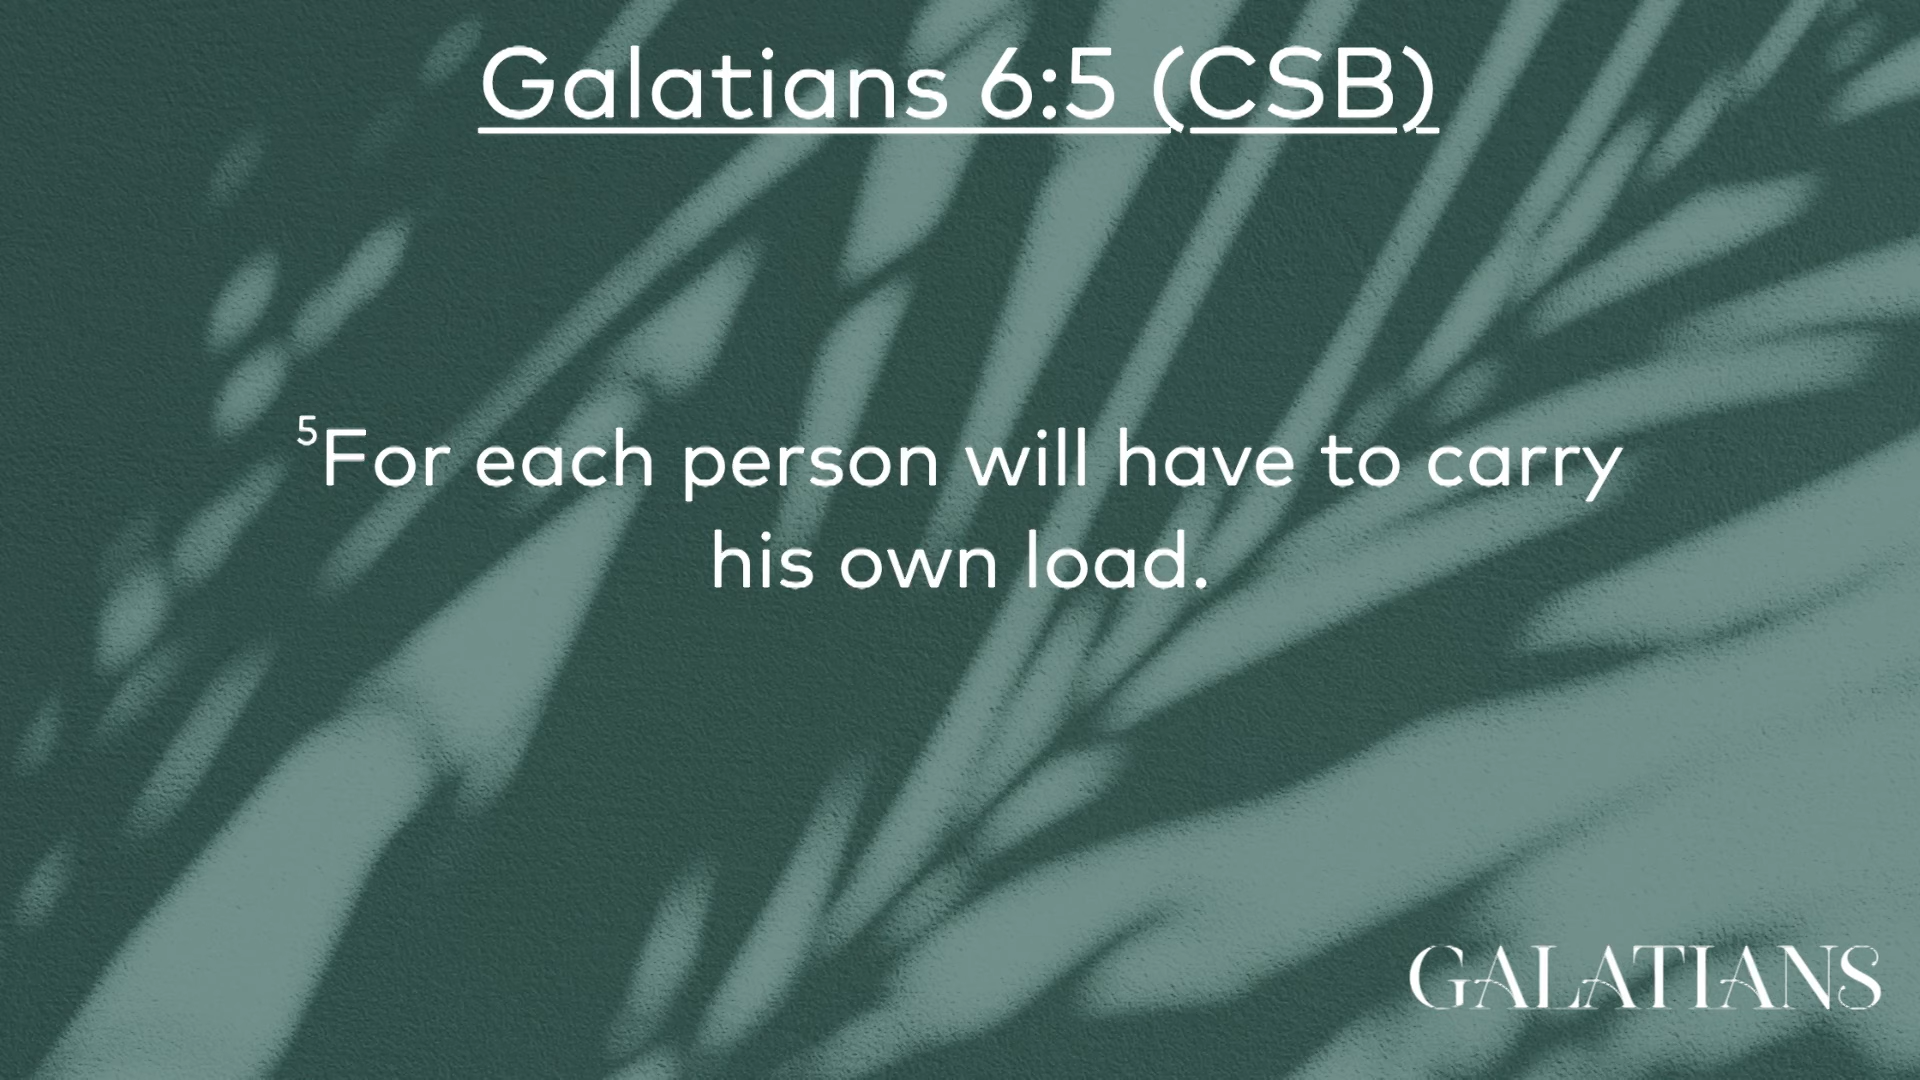 Galatians 6:5 (CSB)
⁵For each person will have to carry
his own load.
GALATIANS